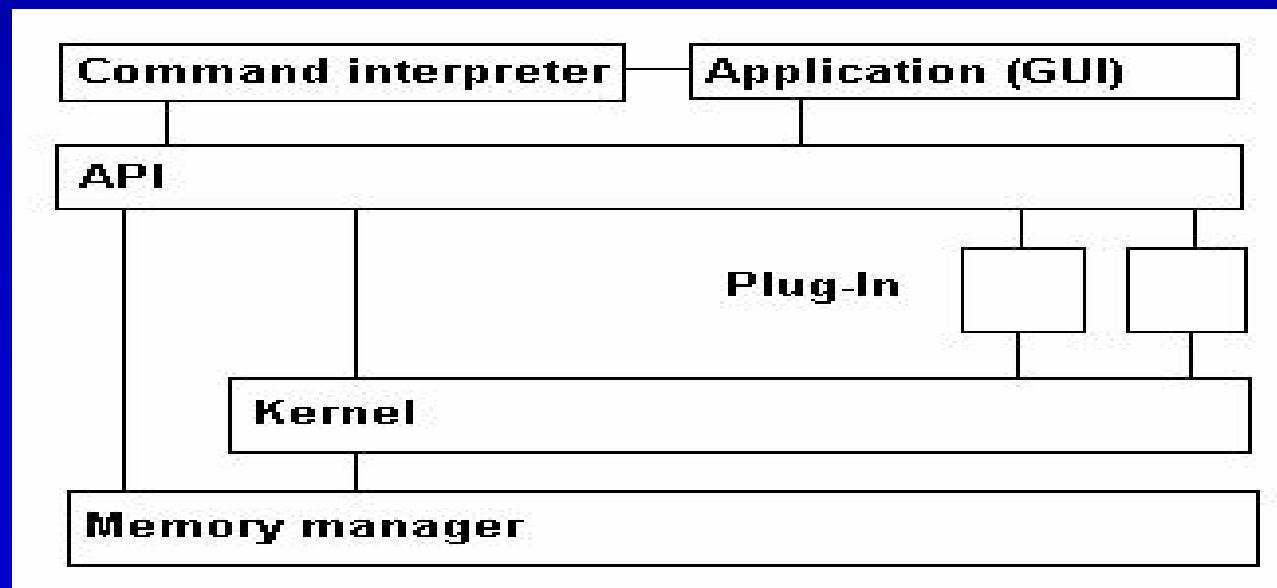 Command interpreter
Application (GUI)
API
Plug-In
Kernel
Memory manager